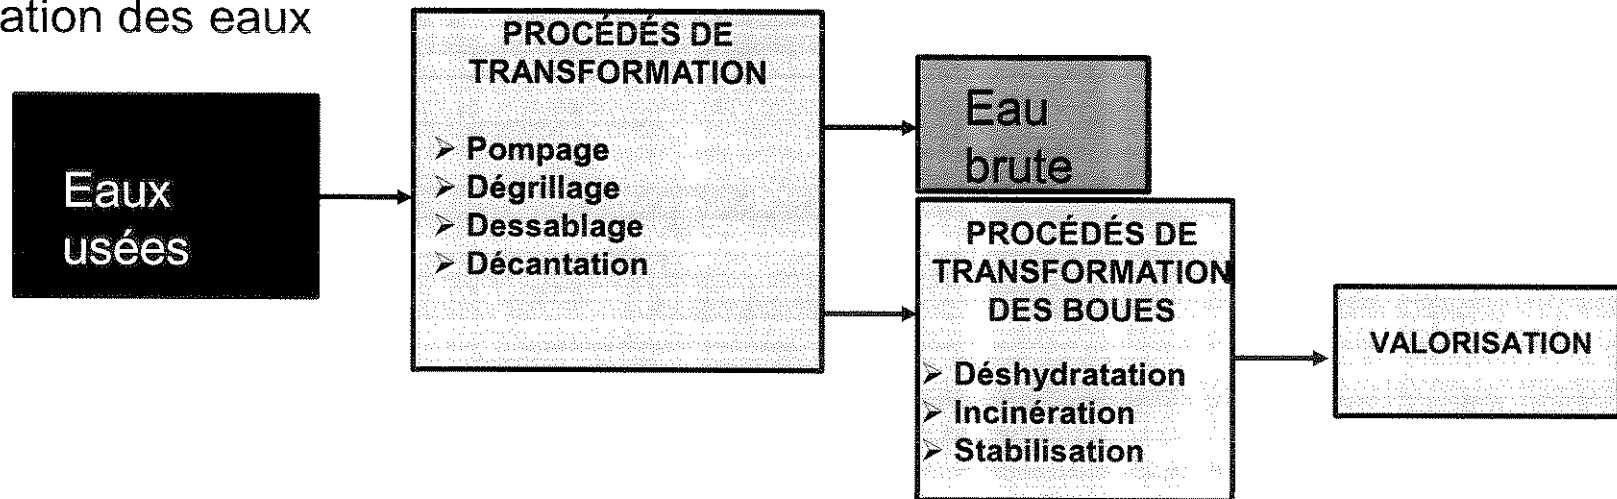 ation des eaux
Eaux
usées
PROCÉDÉS DE
TRANSFORMATION
➢ Pompage
➢ Dégrillage
➢ Dessablage
➢ Décantation
Eau
brute
PROCÉDÉS DE
TRANSFORMATION
DES BOUES
➢ Déshydratation
➢ Incinération
➢ Stabilisation
VALORISATION